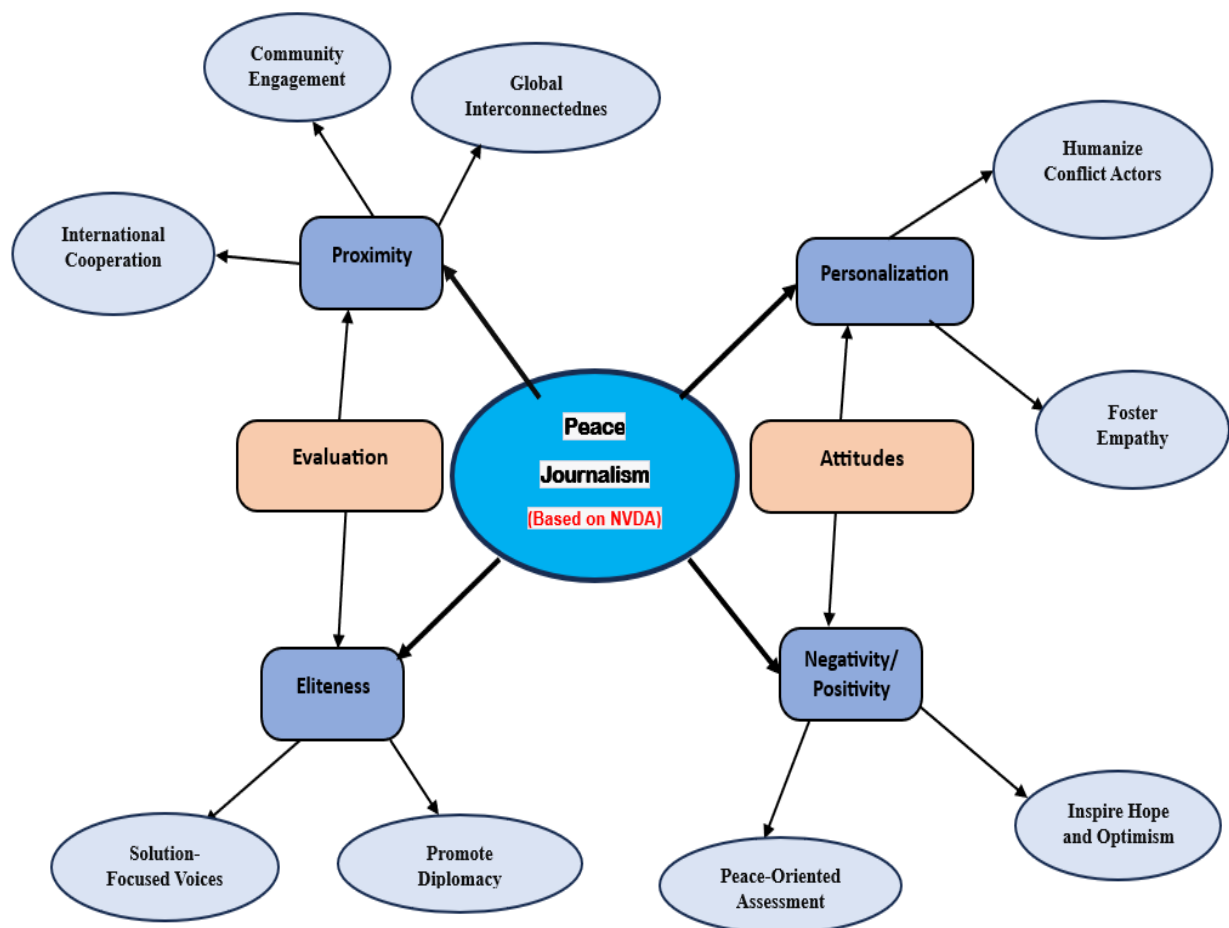 Community
Engagement
Global
Interconnectednes
Humanize
Conflict Actors
International
Cooperation
Proximity
Personalization
Foster
Empathy
Evaluation
Peace
Journalism
(Based on NVDA)
Attitudes
Eliteness
Negativity/
Positivity
Solution-
Focused Voices
Promote
Diplomacy
Peace-Oriented
Assessment
Inspire Hope
and Optimism